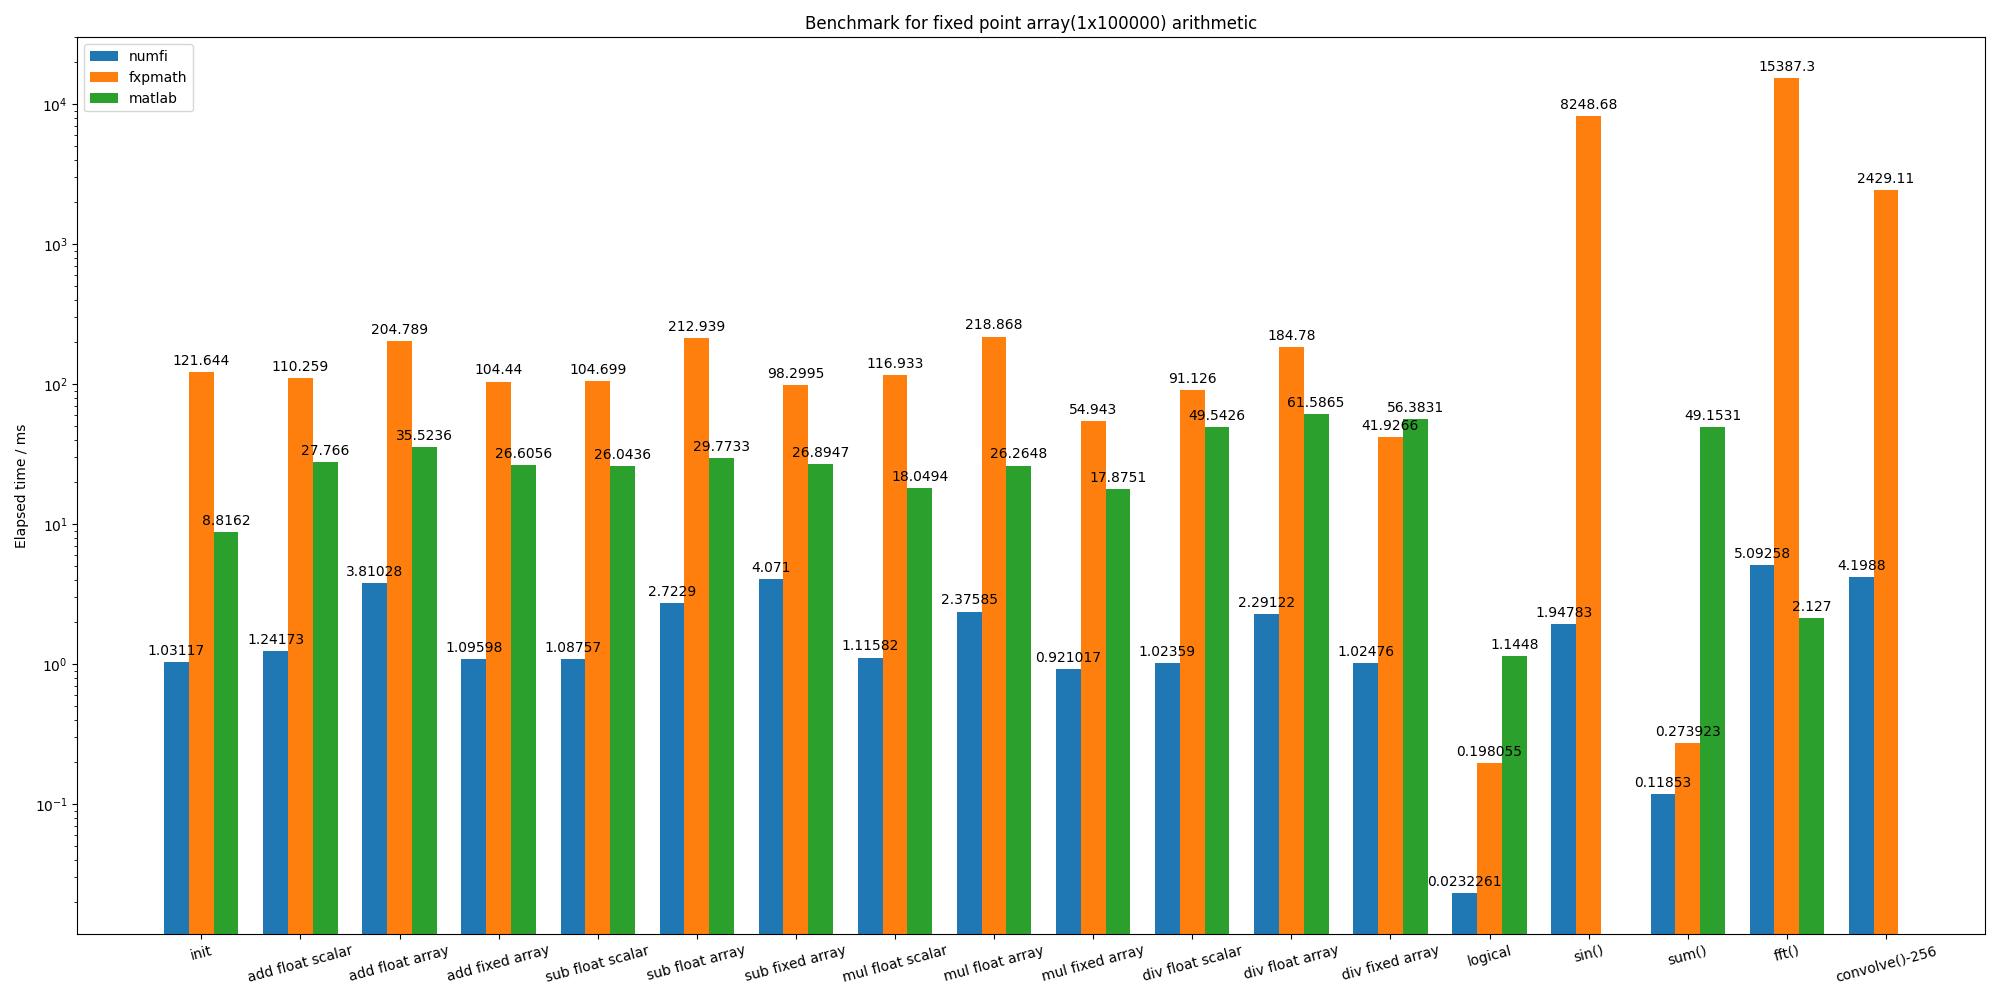 Benchmark for fixed point array(1x100000) arithmetic
numfi
fxpmath
matlab
Elapsed time / ms
10^4
10^3
10^2
10^1
10^0
10^-1
1.03117 121.644 8.8162
1.24173 110.259 27.766
3.81028 204.789 35.5236
1.09598 104.44 26.6056
1.08757 104.699 26.0436
2.7229 212.939 29.7733
4.071 98.2995 26.8947
1.11582 116.933 18.0494
2.37585 218.868 26.2648
0.921017 54.943 17.8751
1.02359 91.126 49.5426
2.29122 184.78 61.5865
1.02476 41.9266 56.3831
0.0232261 0.198055 1.1448
1.94783 8248.68
0.11853 0.273923 49.1531
5.09258 15387.3 2.127
4.1988 2429.11
init
add float scalar
add float array
add fixed array
sub float scalar
sub float array
sub fixed array
mul float scalar
mul float array
mul fixed array
div float scalar
div float array
div fixed array
logical
sin()
sum()
fft()
convolve()-256